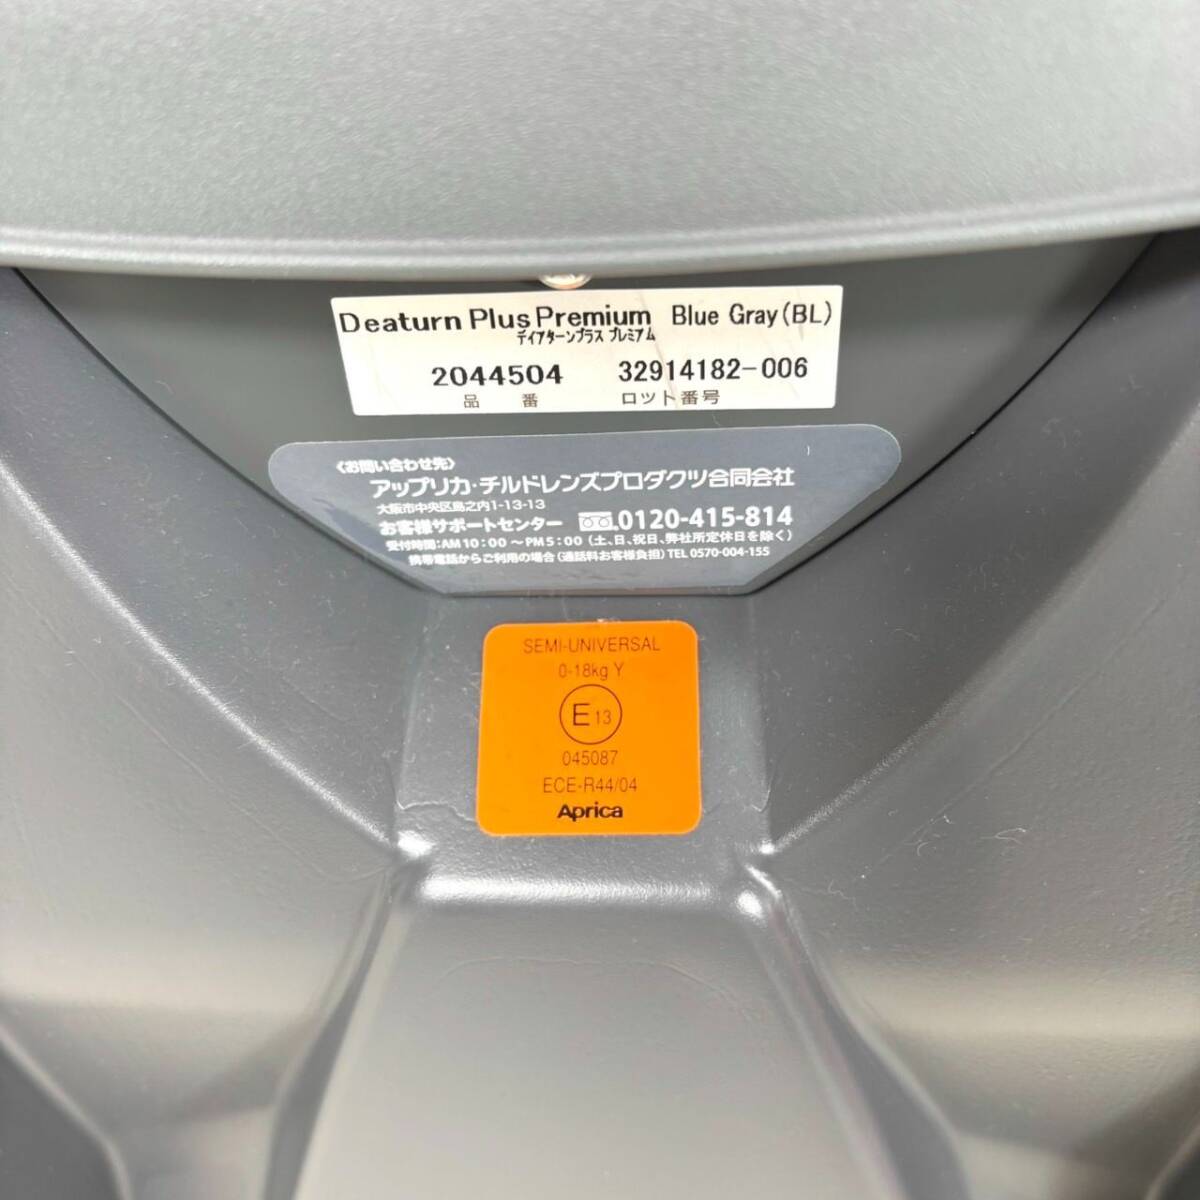 Deaturn Plus Premium Blue Gray(BL)
ディアターンプラス プレミアム
2044504 32914182-006
品 番 ロット番号
〈お問い合わせ先〉
アップリカ・チルドレンズプロダクツ合同会社
大阪市中央区島之内1-13-13
お客様サポートセンター 0120-415-814
受付時間:AM10:00～PM5:00(土、日、祝日、弊社所定休日を除く)
携帯電話からご利用の場合(通話料お客様負担)TEL 0570-004-155
SEMI-UNIVERSAL
0-18kg Y
E 13
045087
ECE-R44/04
Aprica